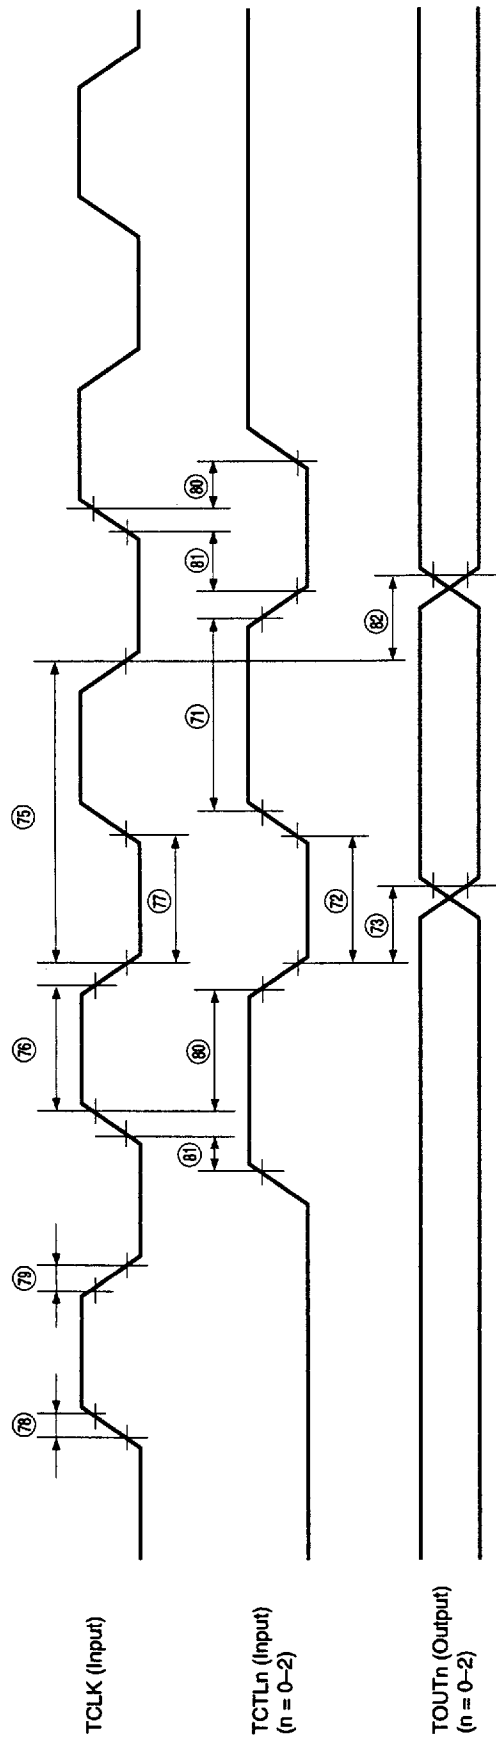 TCLK (Input)
78
79
76
75
77
TCTLn (Input)
(n = 0–2)
81
80
72
71
81
80
TOUTn (Output)
(n = 0–2)
73
82